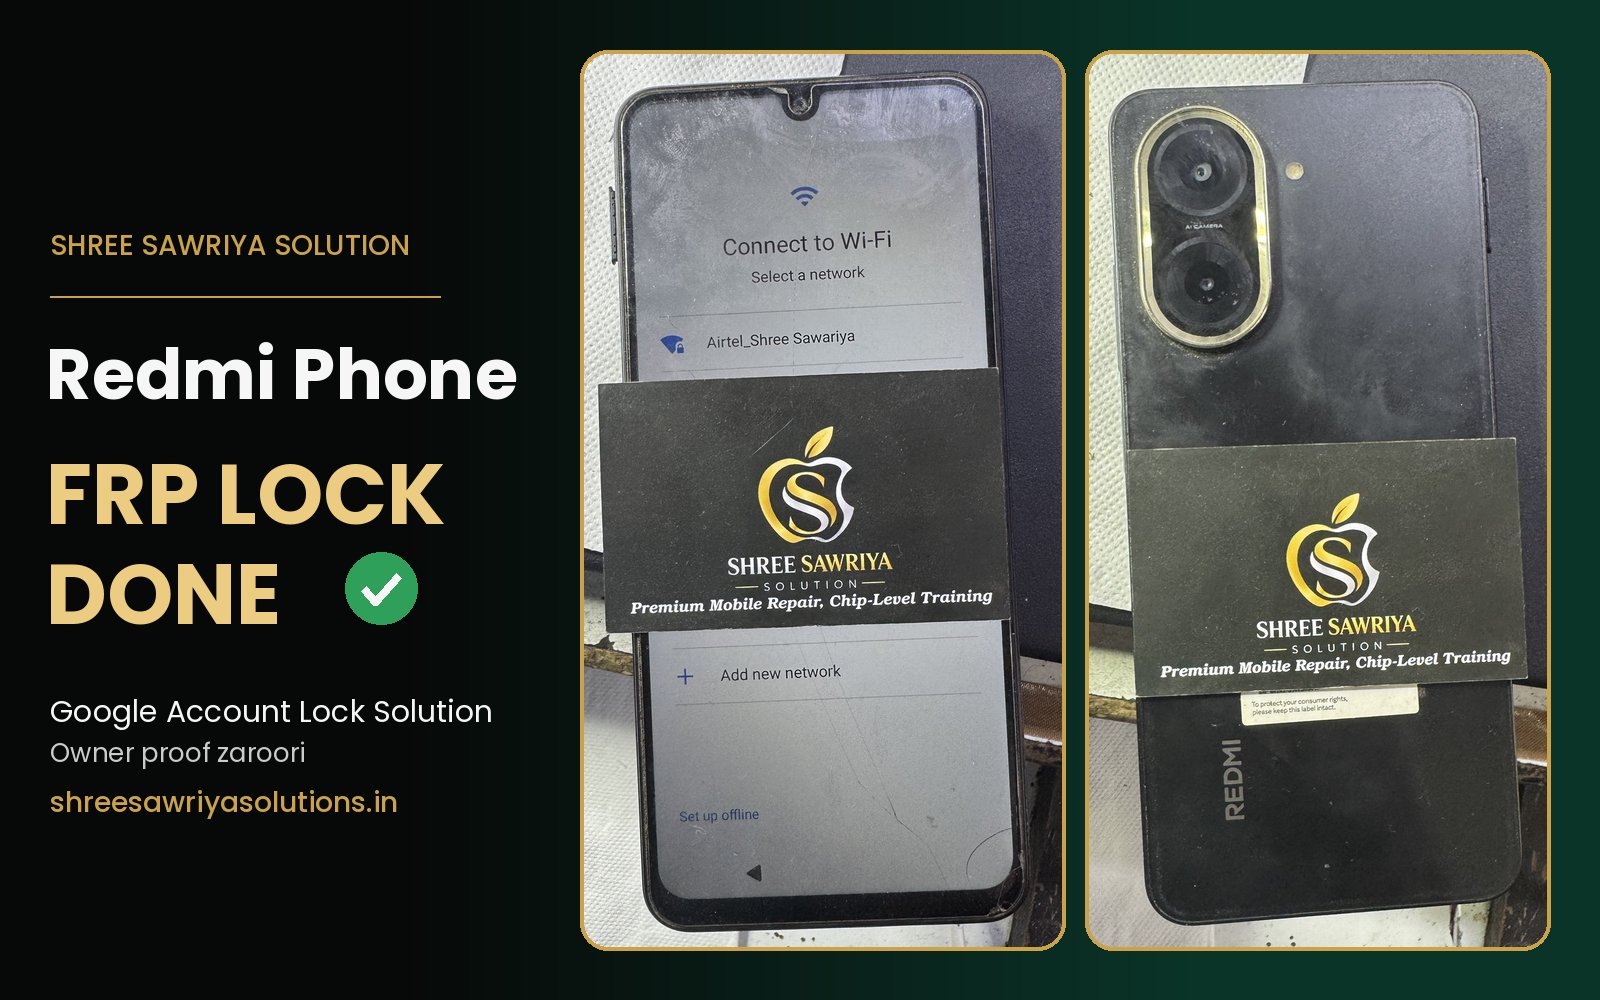 SHREE SAWRIYA SOLUTION
Redmi Phone
FRP LOCK
DONE
Google Account Lock Solution
Owner proof zaroori
shreesawriyasolutions.in
Connect to Wi-Fi
Select a network
Airtel_Shree Sawariya
SHREE SAWRIYA
SOLUTION
Premium Mobile Repair, Chip-Level Training
Add new network
Set up offline
AI CAMERA
SHREE SAWRIYA
SOLUTION
Premium Mobile Repair, Chip-Level Training
To protect your consumer rights,
please keep this label intact.
REDMI